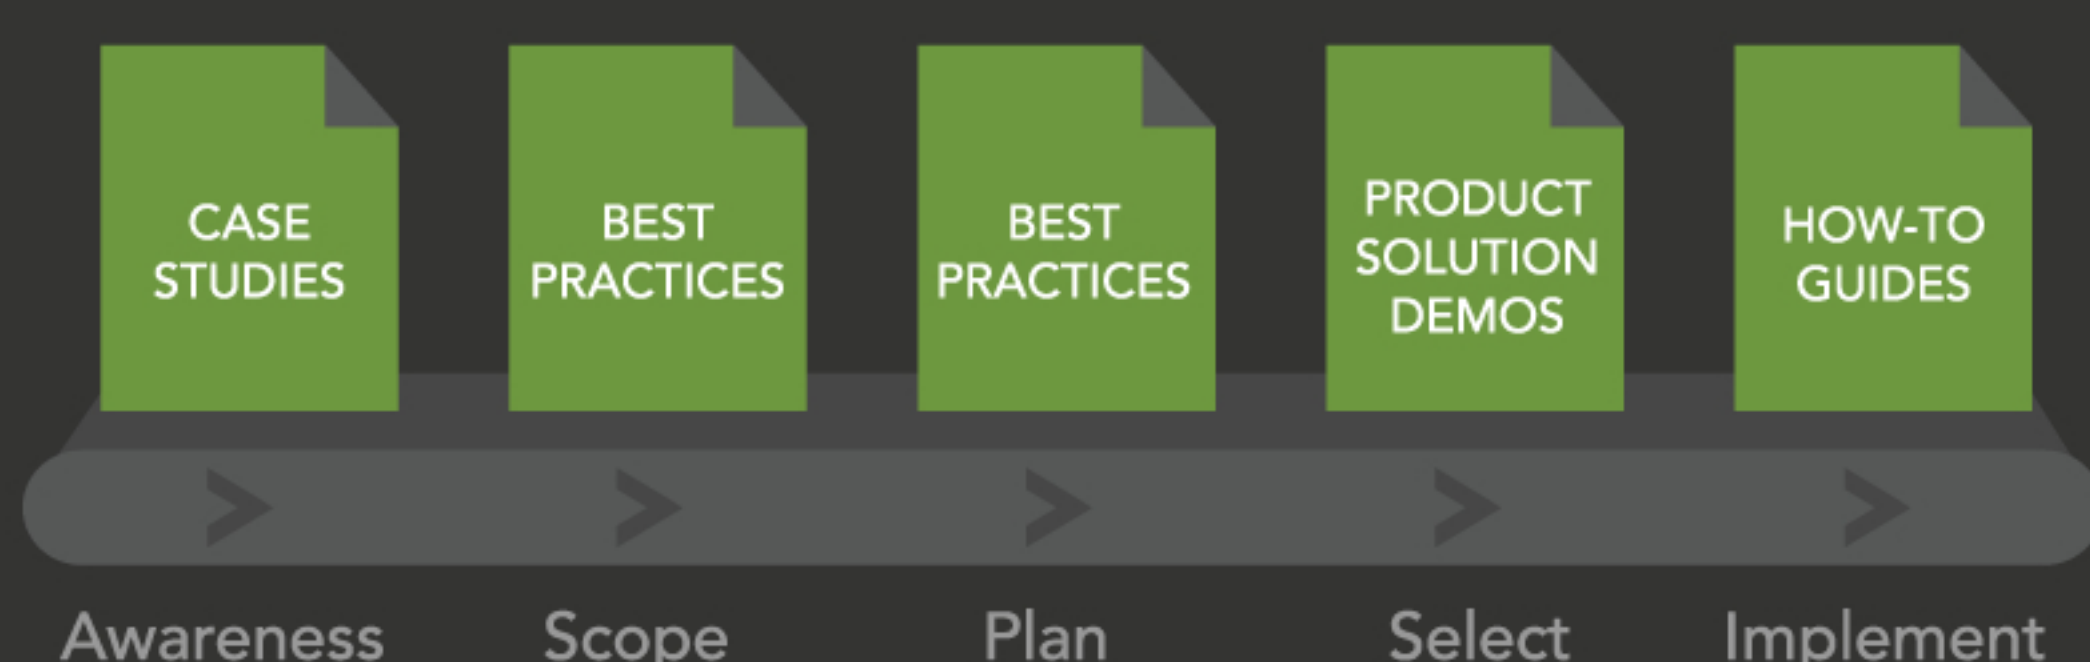 CASE
STUDIES
BEST
PRACTICES
BEST
PRACTICES
PRODUCT
SOLUTION
DEMOS
HOW-TO
GUIDES
Awareness
Scope
Plan
Select
Implement